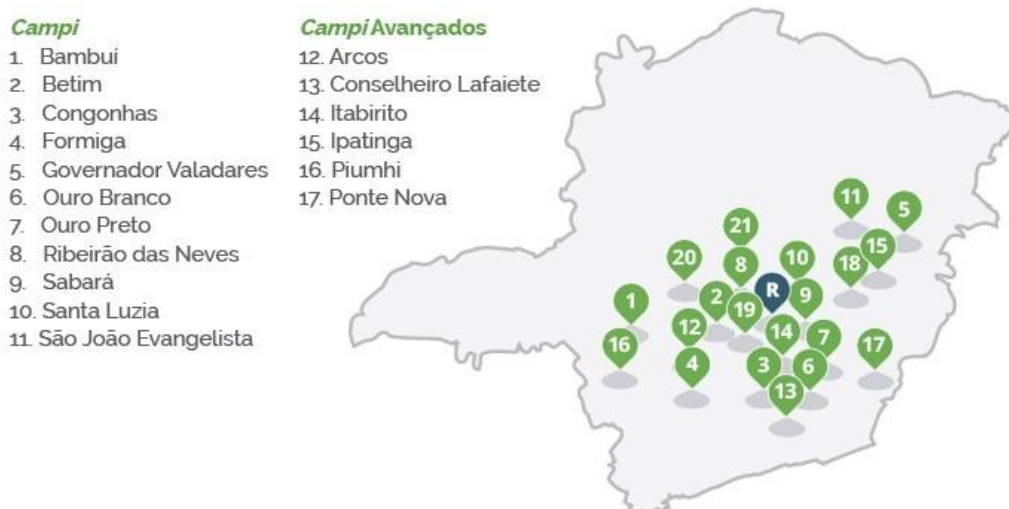 Campi
1. Bambuí
2. Betim
3. Congonhas
4. Formiga
5. Governador Valadares
6. Ouro Branco
7. Ouro Preto
8. Ribeirão das Neves
9. Sabará
10. Santa Luzia
11. São João Evangelista
Campi Avançados
12. Arcos
13. Conselheiro Lafaiete
14. Itabirito
15. Ipatinga
16. Piumhi
17. Ponte Nova
11
5
21
15
20
8
10
18
R
1
2
9
19
12
14
7
16
17
4
3
6
13